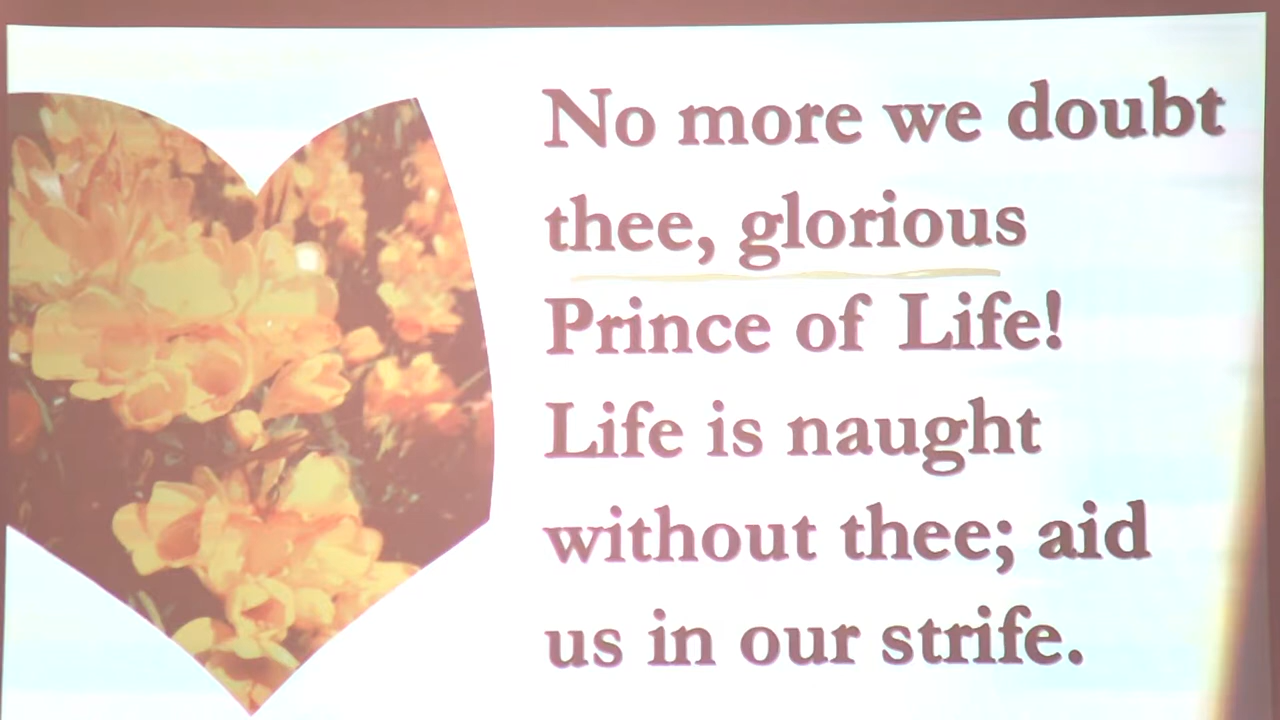 No more we doubt
thee, glorious
Prince of Life!
Life is naught
without thee; aid
us in our strife.